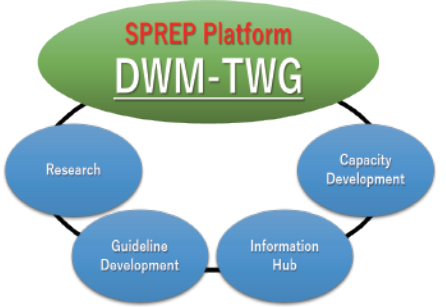 SPREP Platform
DWM-TWG
Research
Capacity
Development
Guideline
Development
Information
Hub